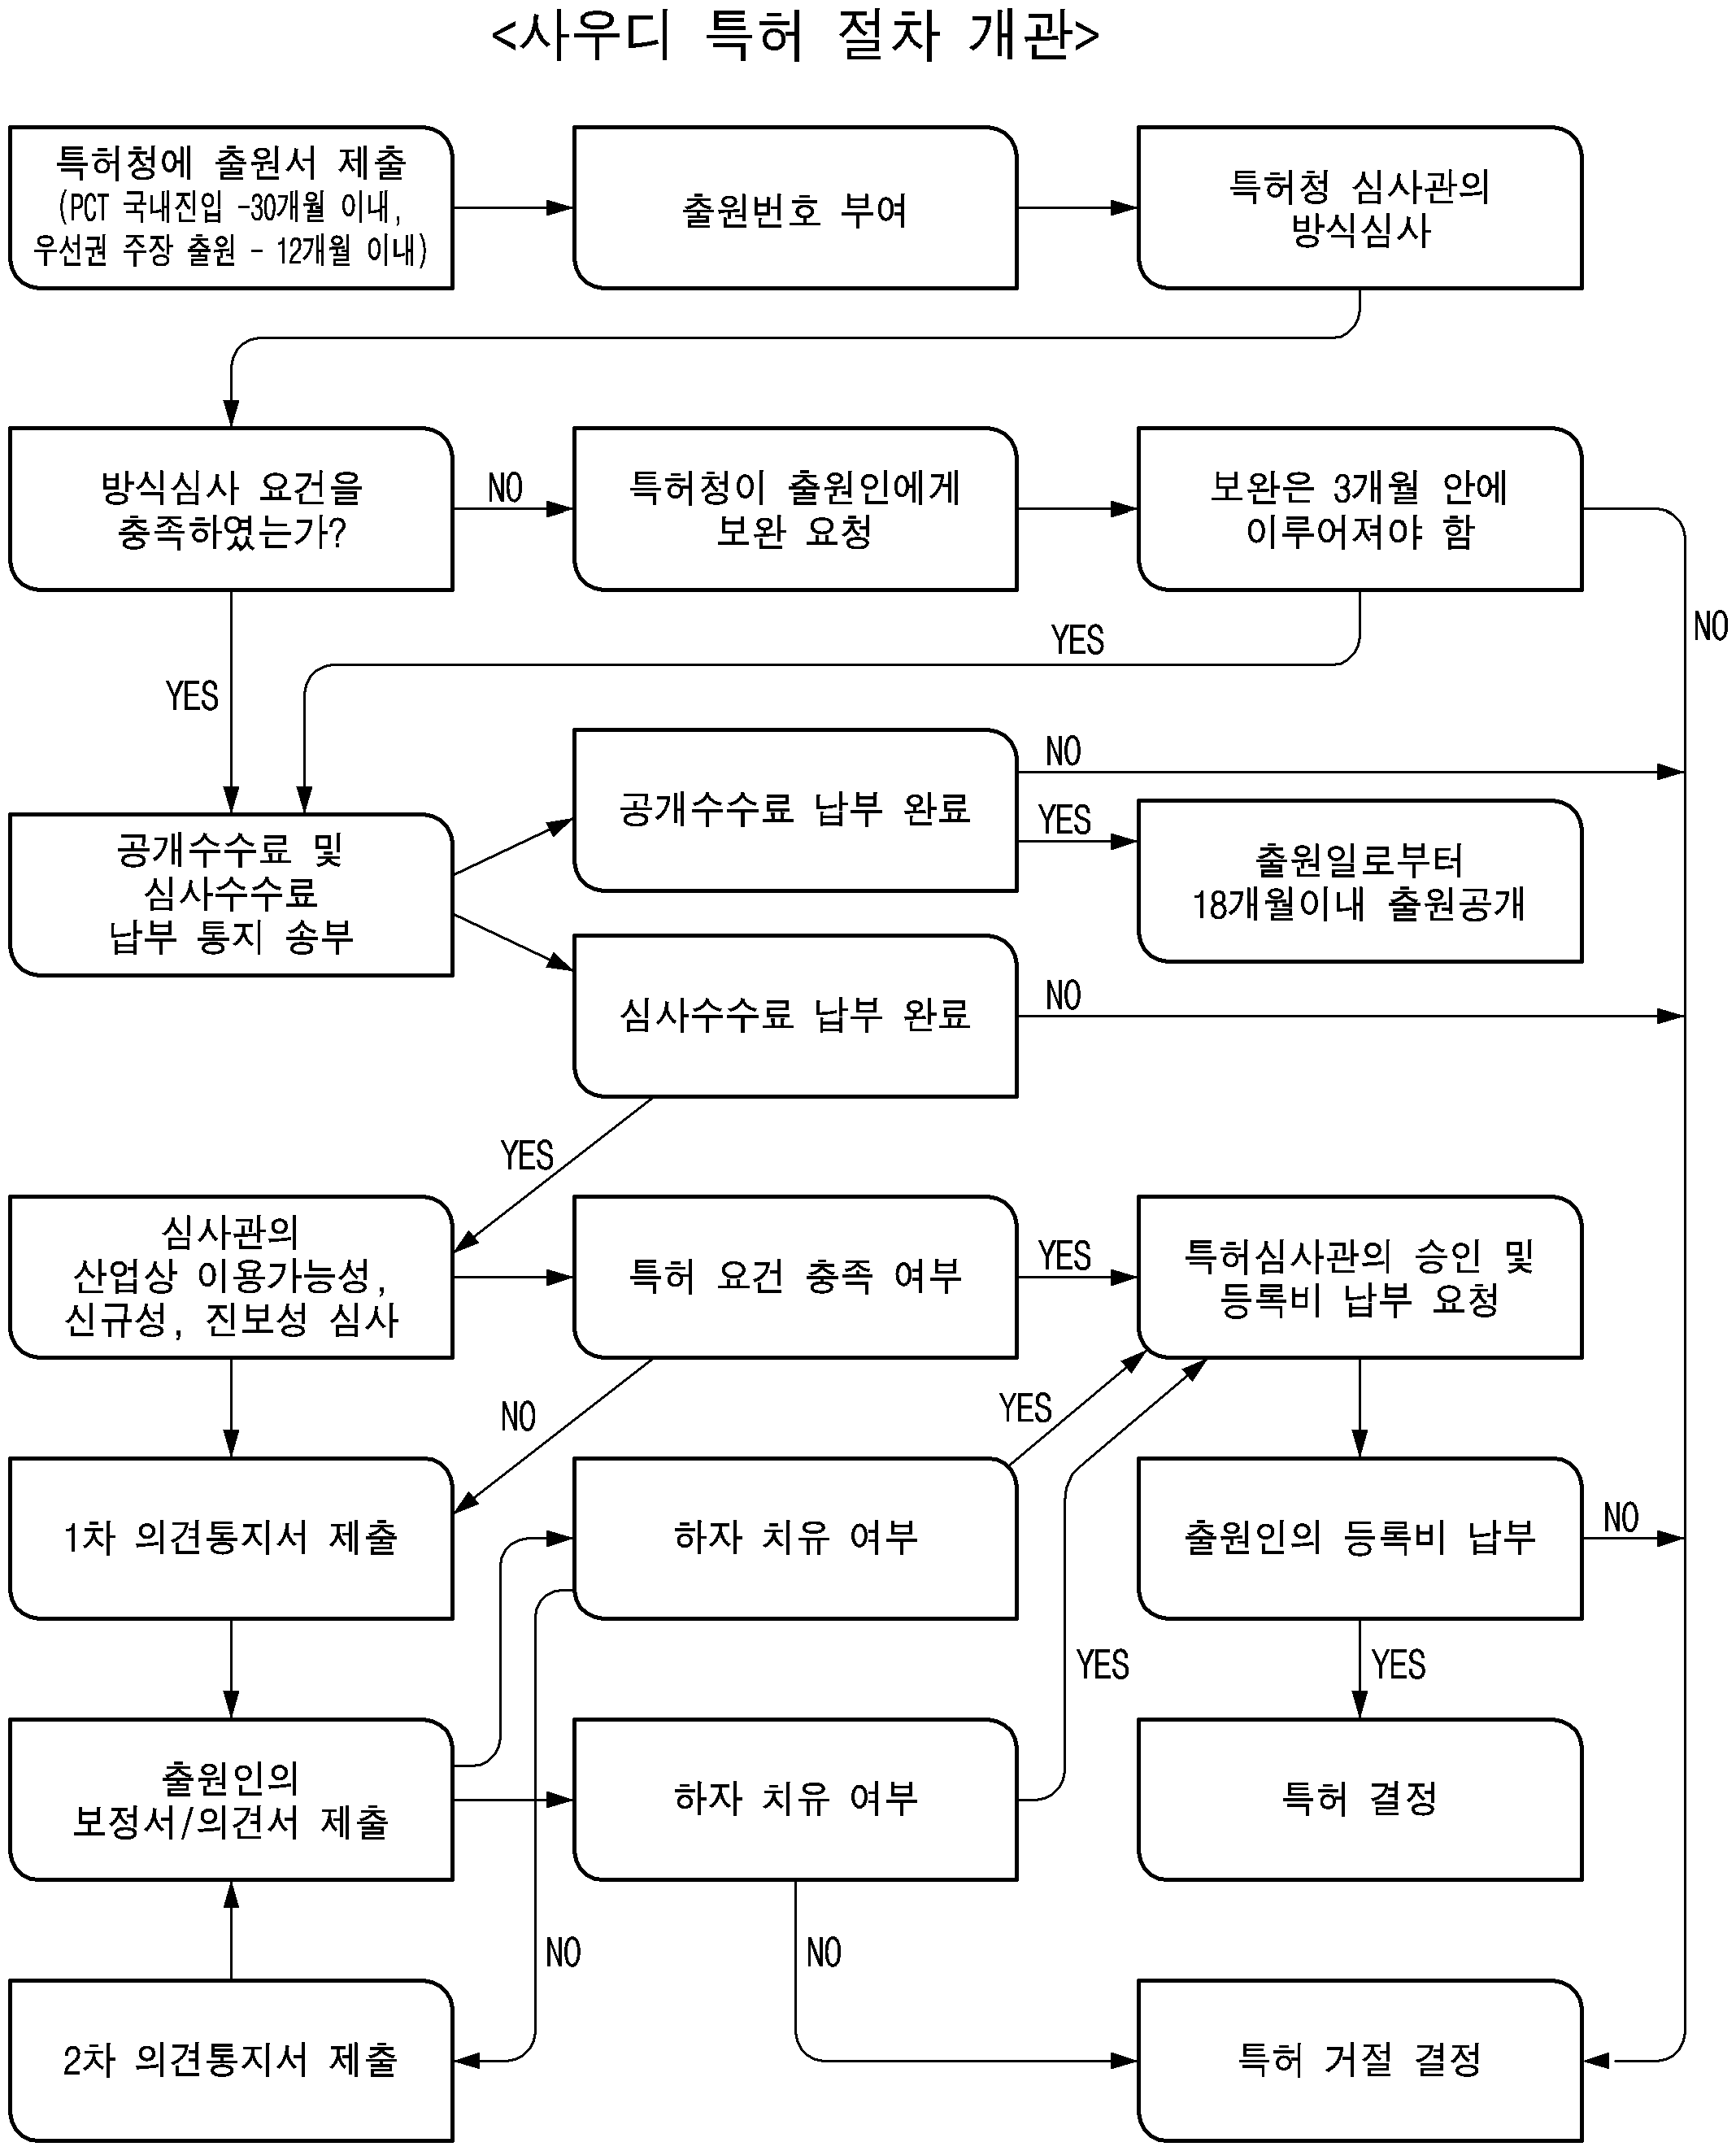 <사우디 특허 절차 개관>
특허청에 출원서 제출
(PCT 국내진입 -30개월 이내,
우선권 주장 출원 - 12개월 이내)
출원번호 부여
특허청 심사관의
방식심사
방식심사 요건을
충족하였는가?
NO
특허청이 출원인에게
보완 요청
보완은 3개월 안에
이루어져야 함
NO
YES
YES
공개수수료 및
심사수수료
납부 통지 송부
공개수수료 납부 완료
NO
YES
출원일로부터
18개월이내 출원공개
심사수수료 납부 완료
NO
YES
심사관의
산업상 이용가능성,
신규성, 진보성 심사
특허 요건 충족 여부
YES
특허심사관의 승인 및
등록비 납부 요청
NO
YES
1차 의견통지서 제출
하자 치유 여부
출원인의 등록비 납부
NO
YES
YES
출원인의
보정서/의견서 제출
하자 치유 여부
특허 결정
NO
NO
2차 의견통지서 제출
특허 거절 결정